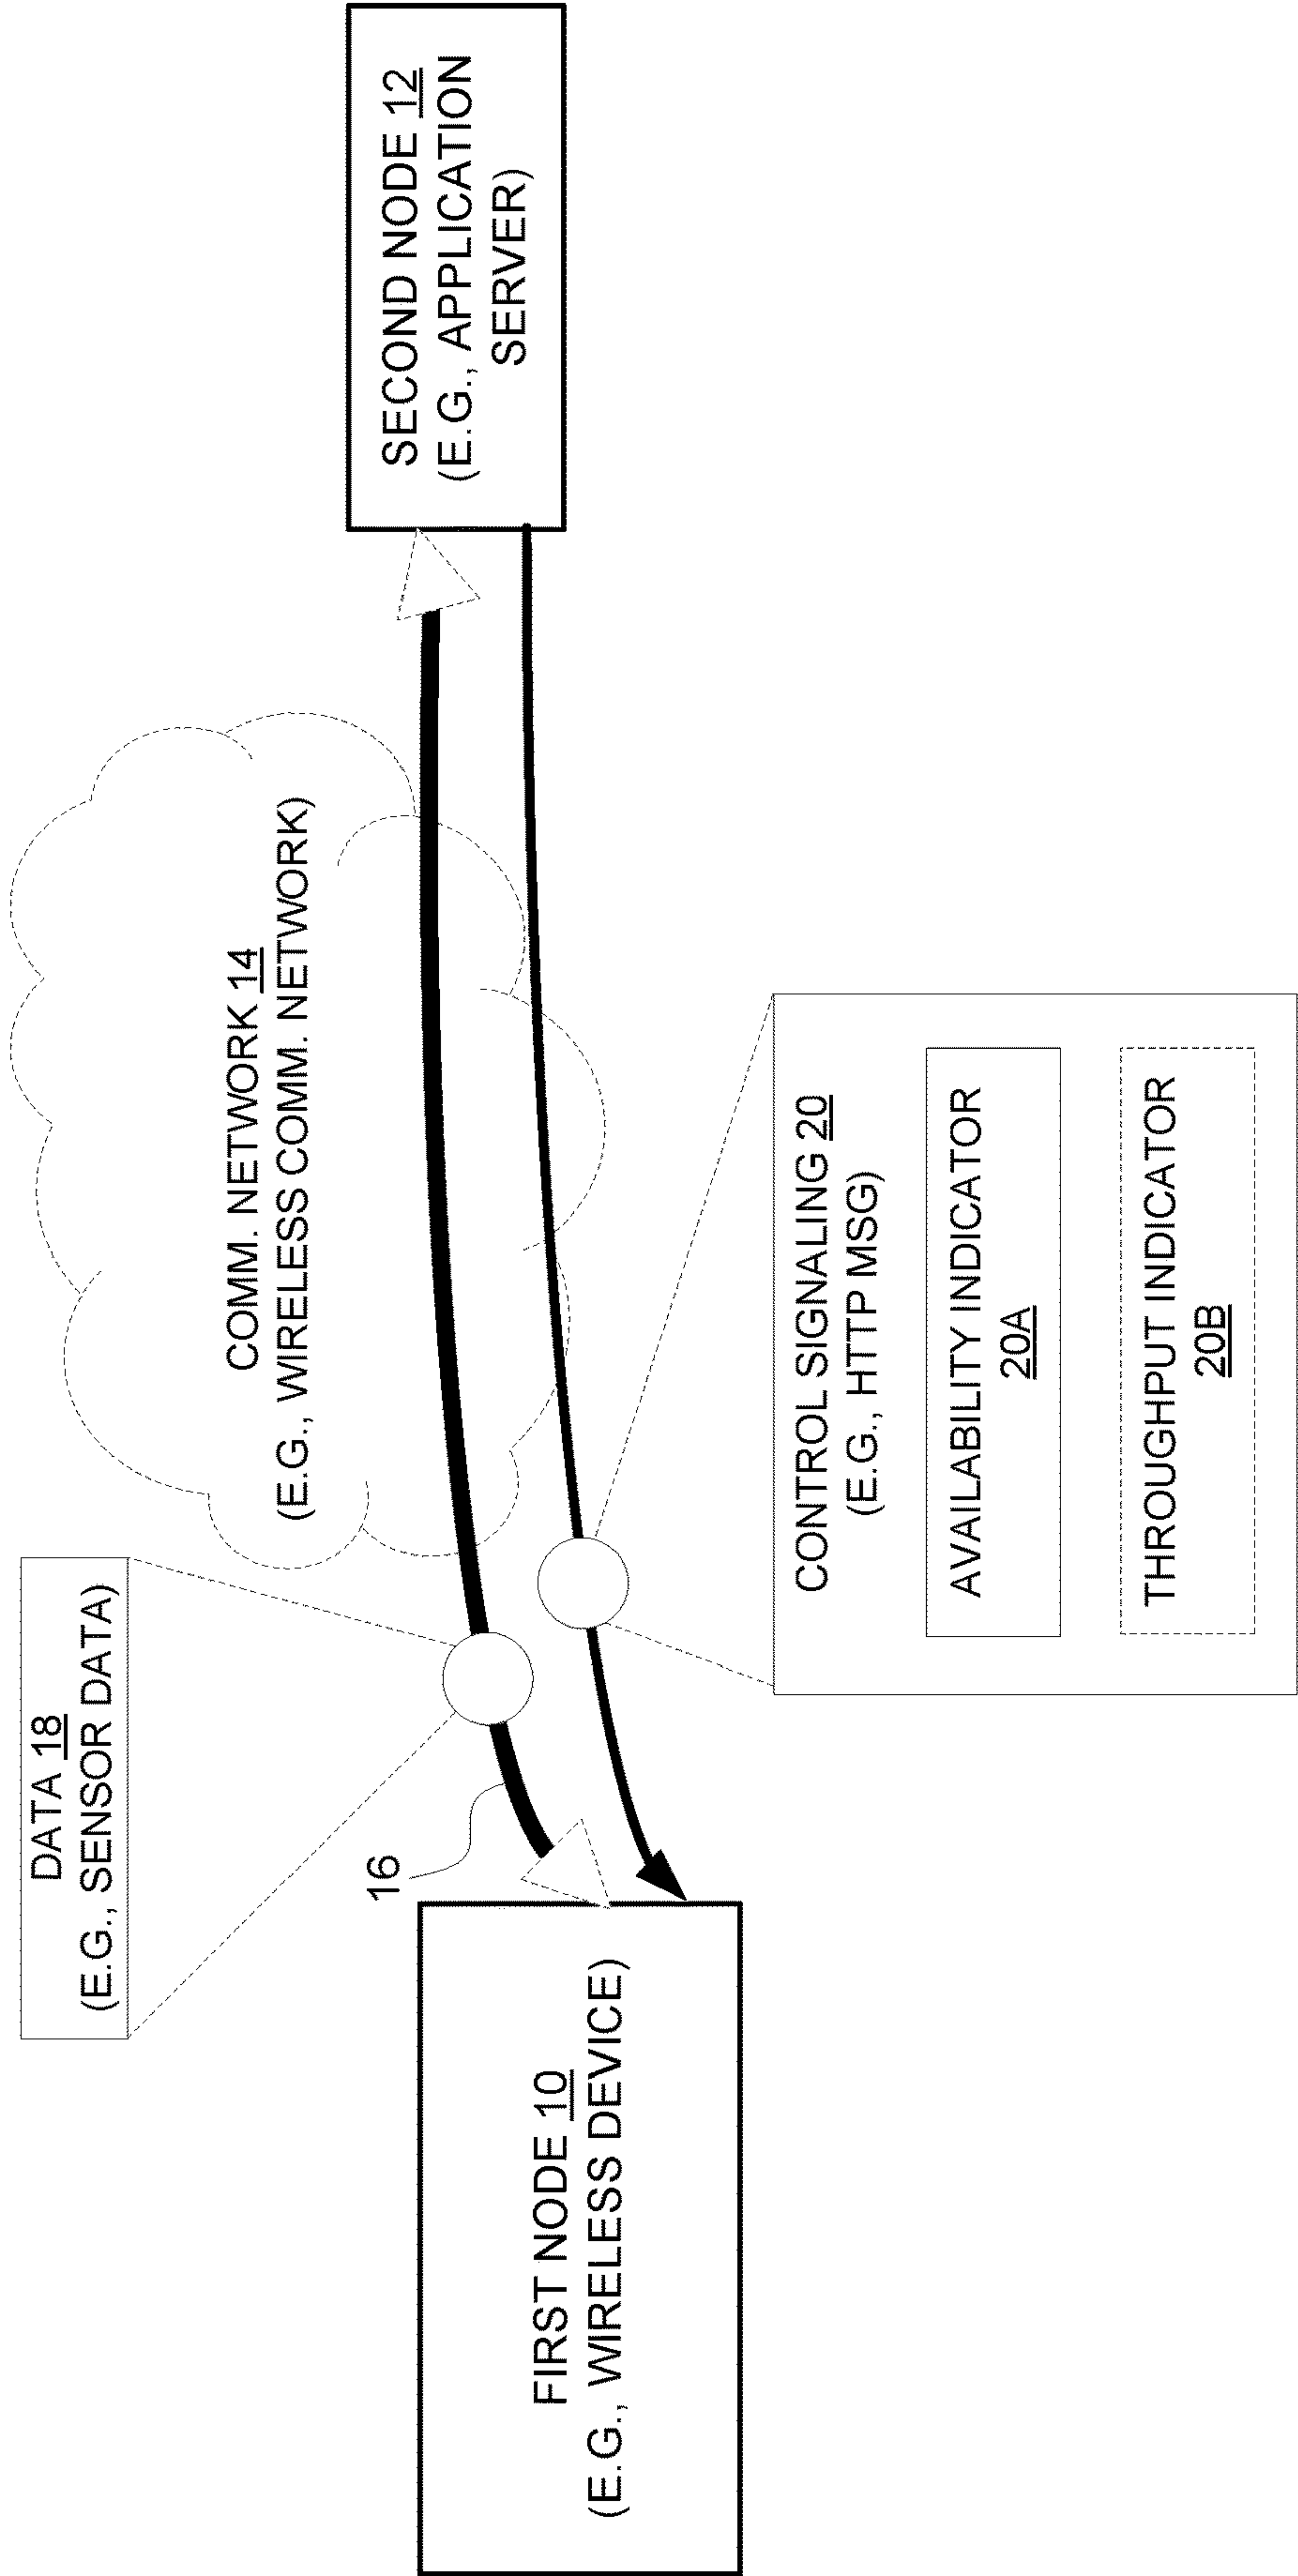 DATA 18
(E.G., SENSOR DATA)
COMM. NETWORK 14
(E.G., WIRELESS COMM. NETWORK)
16
FIRST NODE 10
(E.G., WIRELESS DEVICE)
SECOND NODE 12
(E.G., APPLICATION
SERVER)
CONTROL SIGNALING 20
(E.G., HTTP MSG)
AVAILABILITY INDICATOR
20A
THROUGHPUT INDICATOR
20B